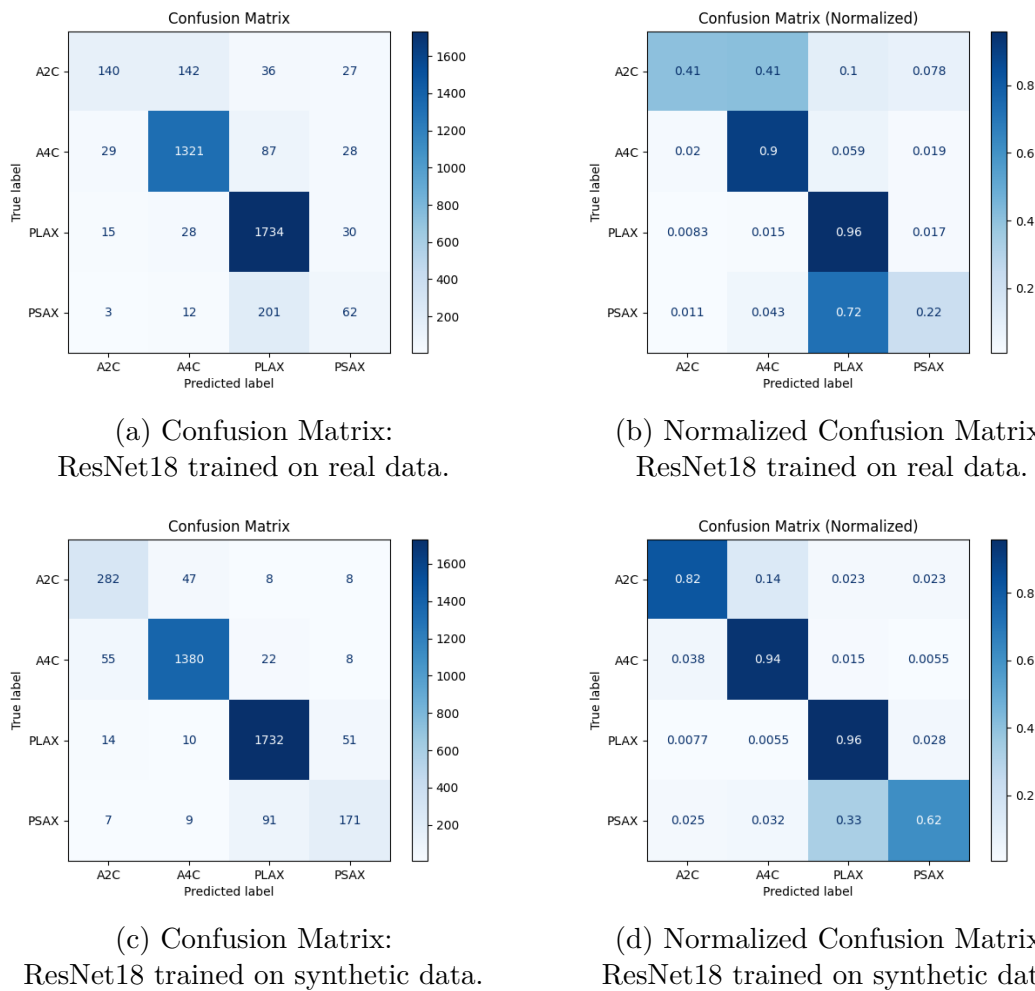 Confusion Matrix
True label
A2C 140 142 36 27
A4C 29 1321 87 28
PLAX 15 28 1734 30
PSAX 3 12 201 62
A2C A4C PLAX PSAX
Predicted label
1600
1400
1200
1000
800
600
400
200
(a) Confusion Matrix:
ResNet18 trained on real data.
Confusion Matrix (Normalized)
True label
A2C 0.41 0.41 0.1 0.078
A4C 0.02 0.9 0.059 0.019
PLAX 0.0083 0.015 0.96 0.017
PSAX 0.011 0.043 0.72 0.22
A2C A4C PLAX PSAX
Predicted label
0.8
0.6
0.4
0.2
(b) Normalized Confusion Matrix
ResNet18 trained on real data.
Confusion Matrix
True label
A2C 282 47 8 8
A4C 55 1380 22 8
PLAX 14 10 1732 51
PSAX 7 9 91 171
A2C A4C PLAX PSAX
Predicted label
1600
1400
1200
1000
800
600
400
200
(c) Confusion Matrix:
ResNet18 trained on synthetic data.
Confusion Matrix (Normalized)
True label
A2C 0.82 0.14 0.023 0.023
A4C 0.038 0.94 0.015 0.0055
PLAX 0.0077 0.0055 0.96 0.028
PSAX 0.025 0.032 0.33 0.62
A2C A4C PLAX PSAX
Predicted label
0.8
0.6
0.4
0.2
(d) Normalized Confusion Matrix
ResNet18 trained on synthetic dat